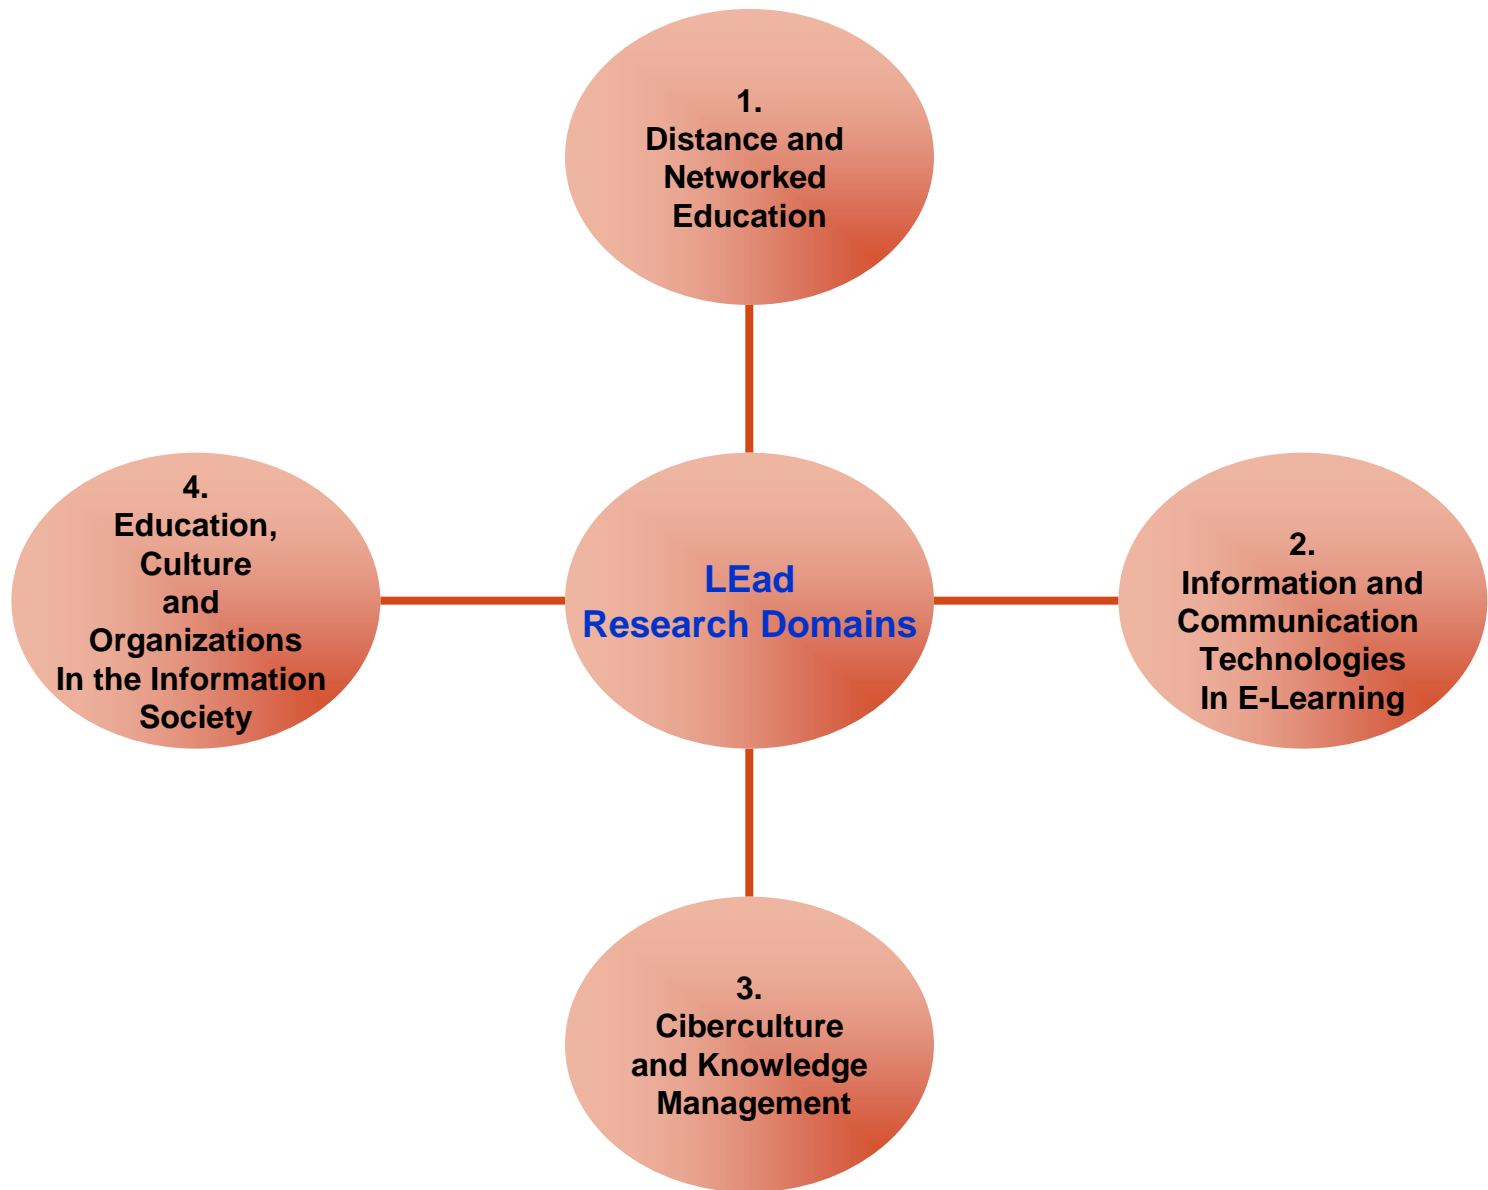 1.
Distance and
Networked
Education
4.
Education,
Culture
and
Organizations
In the Information
Society
LEad
Research Domains
2.
Information and
Communication
Technologies
In E-Learning
3.
Ciberculture
and Knowledge
Management